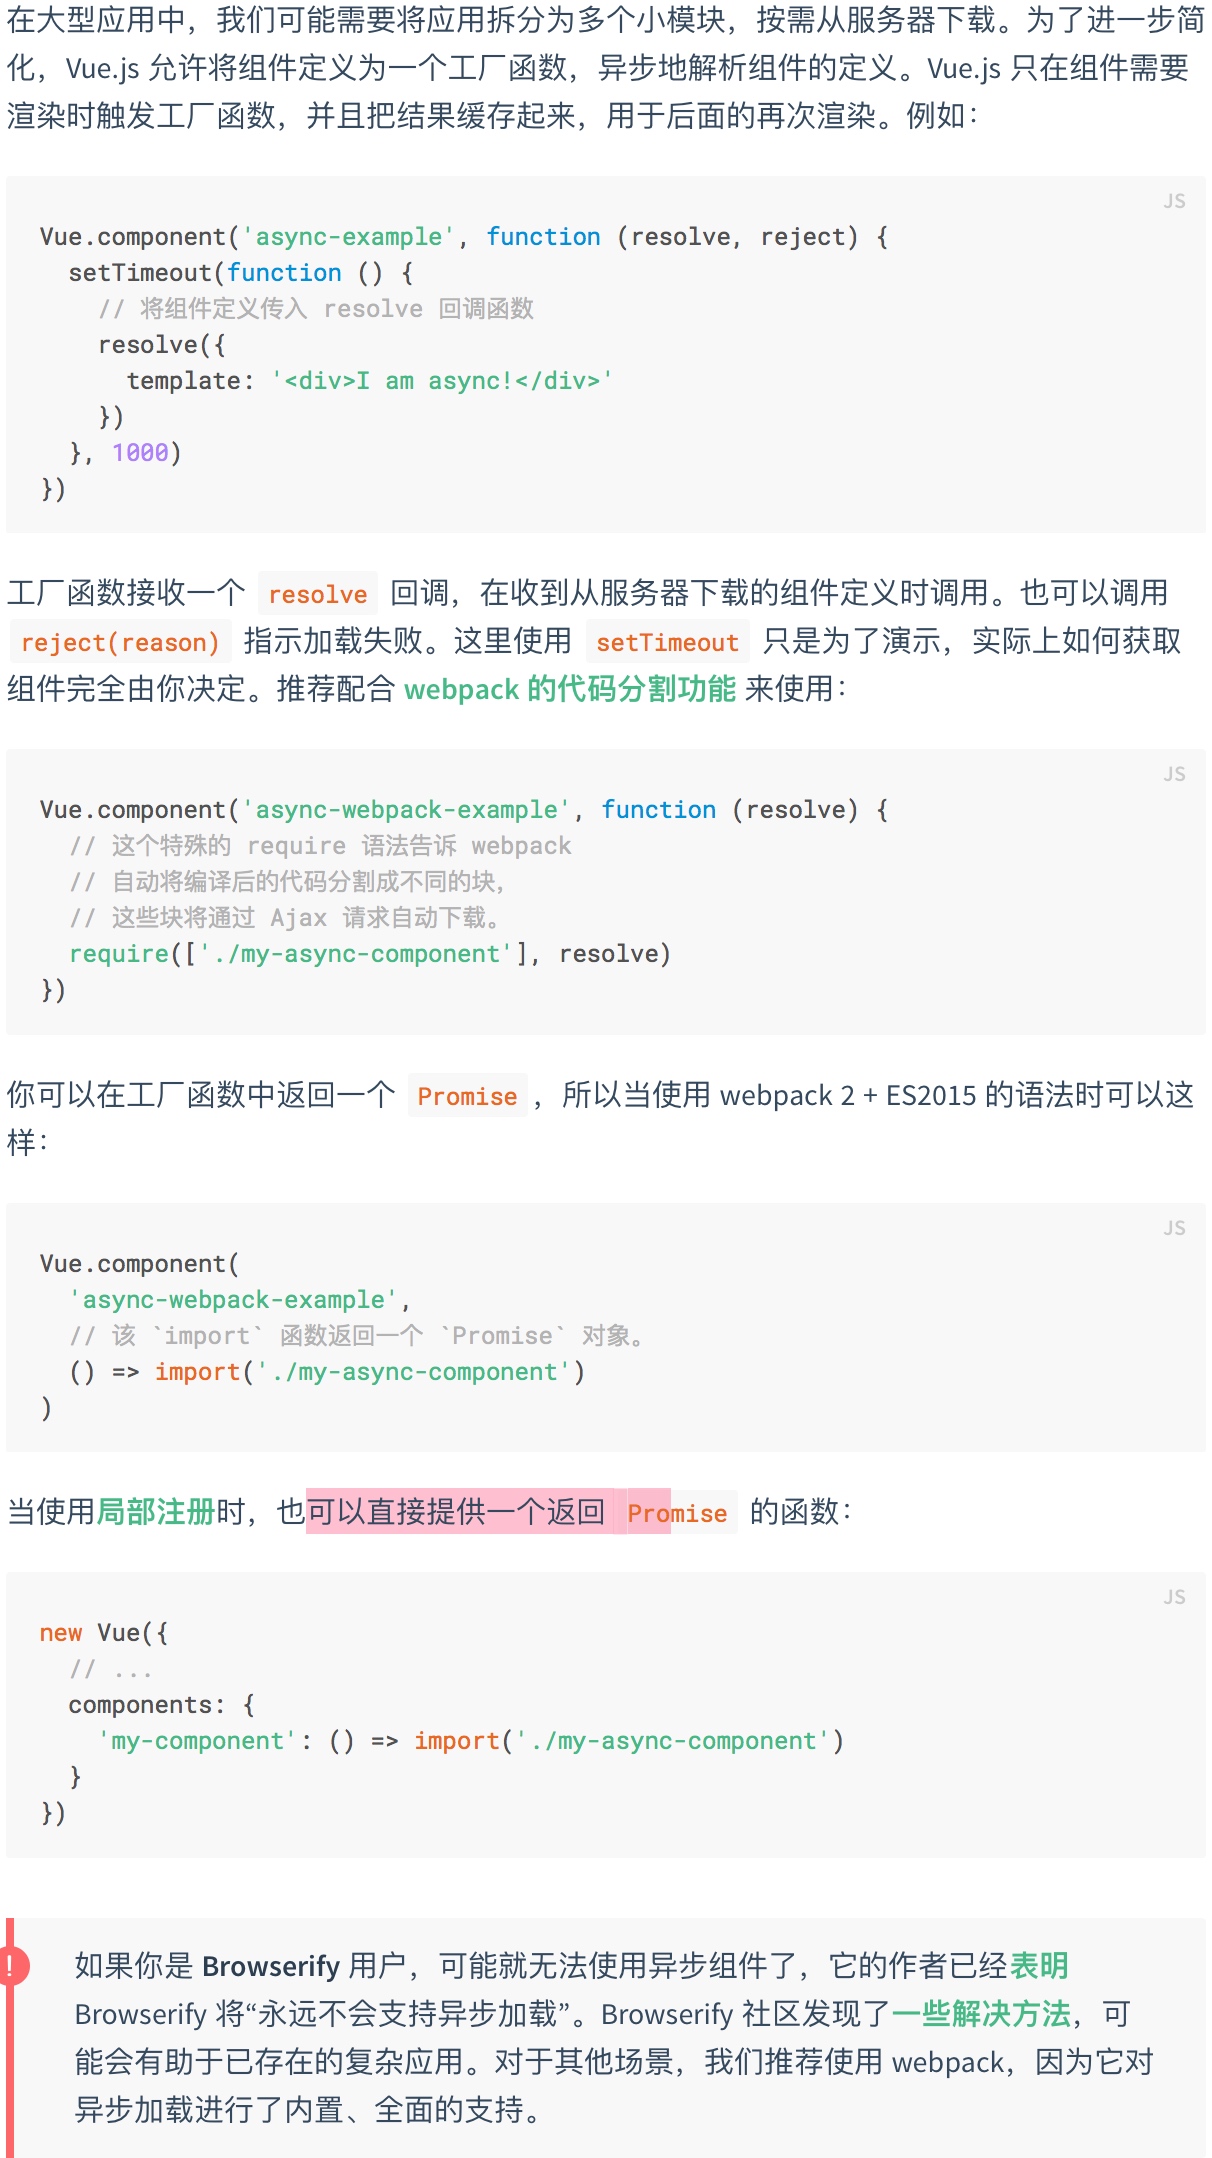 在大型应用中，我们可能需要将应用拆分为多个小模块，按需从服务器下载。为了进一步简
化，Vue.js 允许将组件定义为一个工厂函数，异步地解析组件的定义。Vue.js 只在组件需要
渲染时触发工厂函数，并且把结果缓存起来，用于后面的再次渲染。例如：
JS
Vue.component('async-example', function (resolve, reject) {
  setTimeout(function () {
    // 将组件定义传入 resolve 回调函数
    resolve({
      template: '<div>I am async!</div>'
    })
  }, 1000)
})
工厂函数接收一个 resolve 回调，在收到从服务器下载的组件定义时调用。也可以调用
reject(reason) 指示加载失败。这里使用 setTimeout 只是为了演示，实际上如何获取
组件完全由你决定。推荐配合 webpack 的代码分割功能 来使用：
JS
Vue.component('async-webpack-example', function (resolve) {
  // 这个特殊的 require 语法告诉 webpack
  // 自动将编译后的代码分割成不同的块，
  // 这些块将通过 Ajax 请求自动下载。
  require(['./my-async-component'], resolve)
})
你可以在工厂函数中返回一个 Promise ，所以当使用 webpack 2 + ES2015 的语法时可以这
样：
JS
Vue.component(
  'async-webpack-example',
  // 该 `import` 函数返回一个 `Promise` 对象。
  () => import('./my-async-component')
)
当使用局部注册时，也可以直接提供一个返回 Promise 的函数：
JS
new Vue({
  // ...
  components: {
    'my-component': () => import('./my-async-component')
  }
})
!
如果你是 Browserify 用户，可能就无法使用异步组件了，它的作者已经表明
Browserify 将“永远不会支持异步加载”。Browserify 社区发现了一些解决方法，可
能会有助于已存在的复杂应用。对于其他场景，我们推荐使用 webpack，因为它对
异步加载进行了内置、全面的支持。